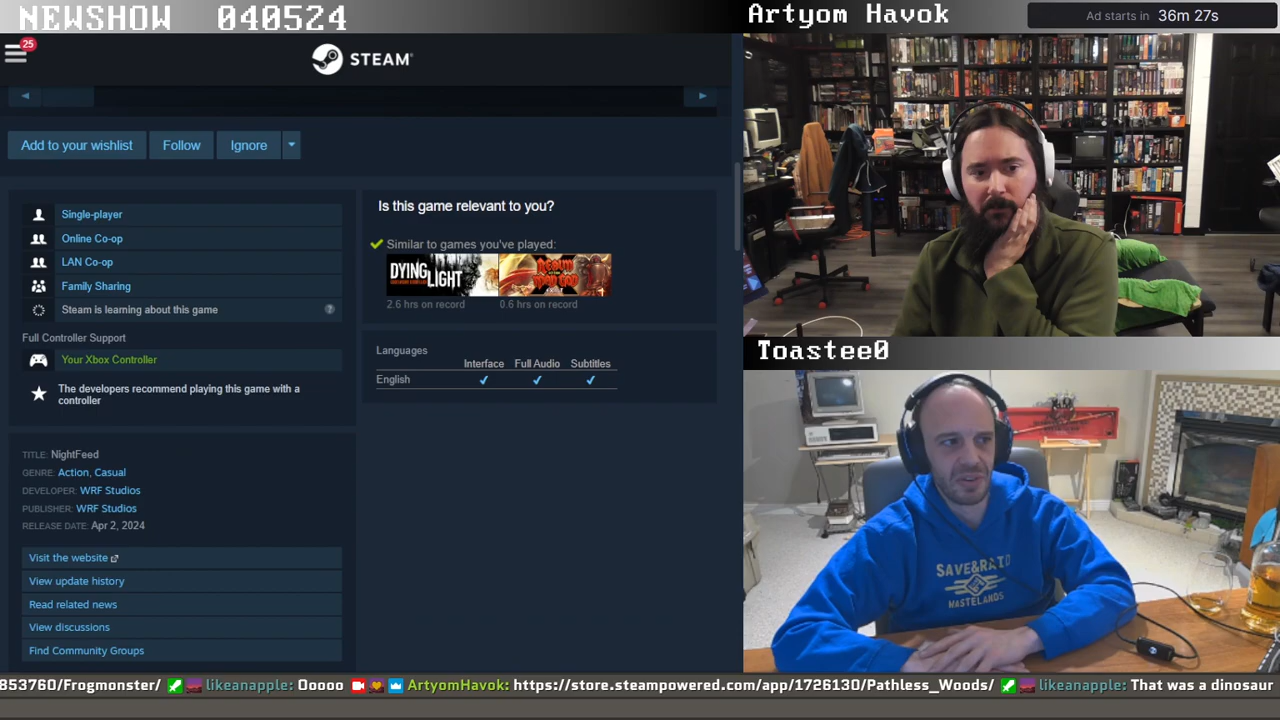 NEWSHOW 040524
Artyom Havok
Ad starts in 36m 27s
25
STEAM
Add to your wishlist
Follow
Ignore
Single-player
Online Co-op
LAN Co-op
Family Sharing
Steam is learning about this game
?
Full Controller Support
Your Xbox Controller
The developers recommend playing this game with a
controller
Is this game relevant to you?
Similar to games you've played:
DYING LIGHT
REALM OF THE MAD GOD
2.6 hrs on record
0.6 hrs on record
Languages
Interface
Full Audio
Subtitles
English
TITLE: NightFeed
GENRE: Action, Casual
DEVELOPER: WRF Studios
PUBLISHER: WRF Studios
RELEASE DATE: Apr 2, 2024
Visit the website
View update history
Read related news
View discussions
Find Community Groups
Toastee0
SAVE&RAID
WASTELANDS
853760/Frogmonster/ likeanapple: Ooooo ArtyomHavok: https://store.steampowered.com/app/1726130/Pathless_Woods/ likeanapple: That was a dinosaur